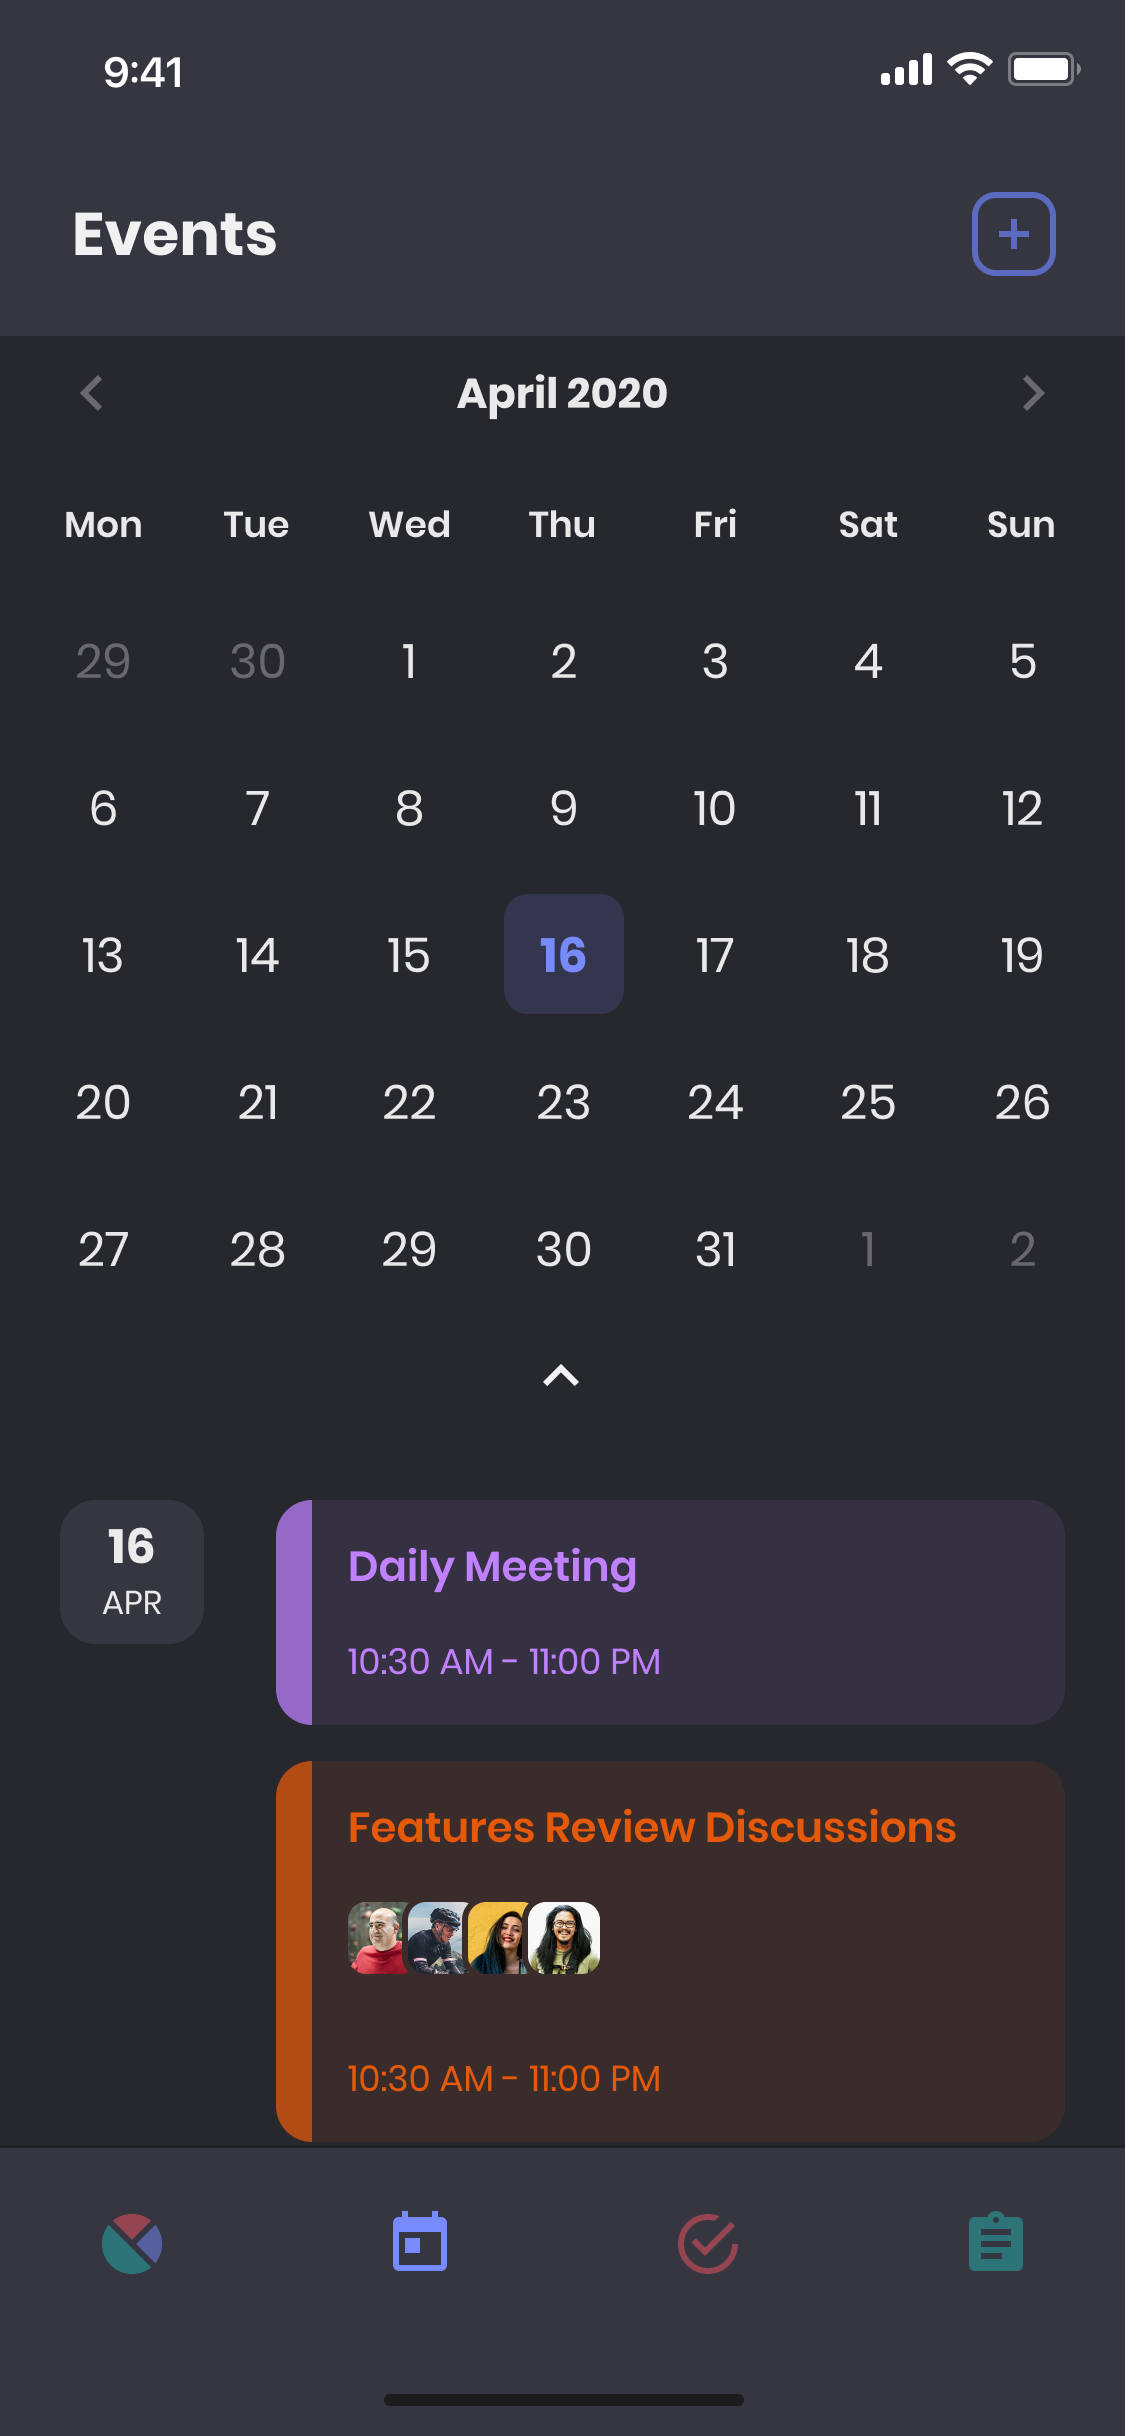 9:41
Events
April 2020
Mon Tue Wed Thu Fri Sat Sun
29 30 1 2 3 4 5
6 7 8 9 10 11 12
13 14 15 16 17 18 19
20 21 22 23 24 25 26
27 28 29 30 31 1 2
16
APR
Daily Meeting
10:30 AM - 11:00 PM
Features Review Discussions
10:30 AM - 11:00 PM